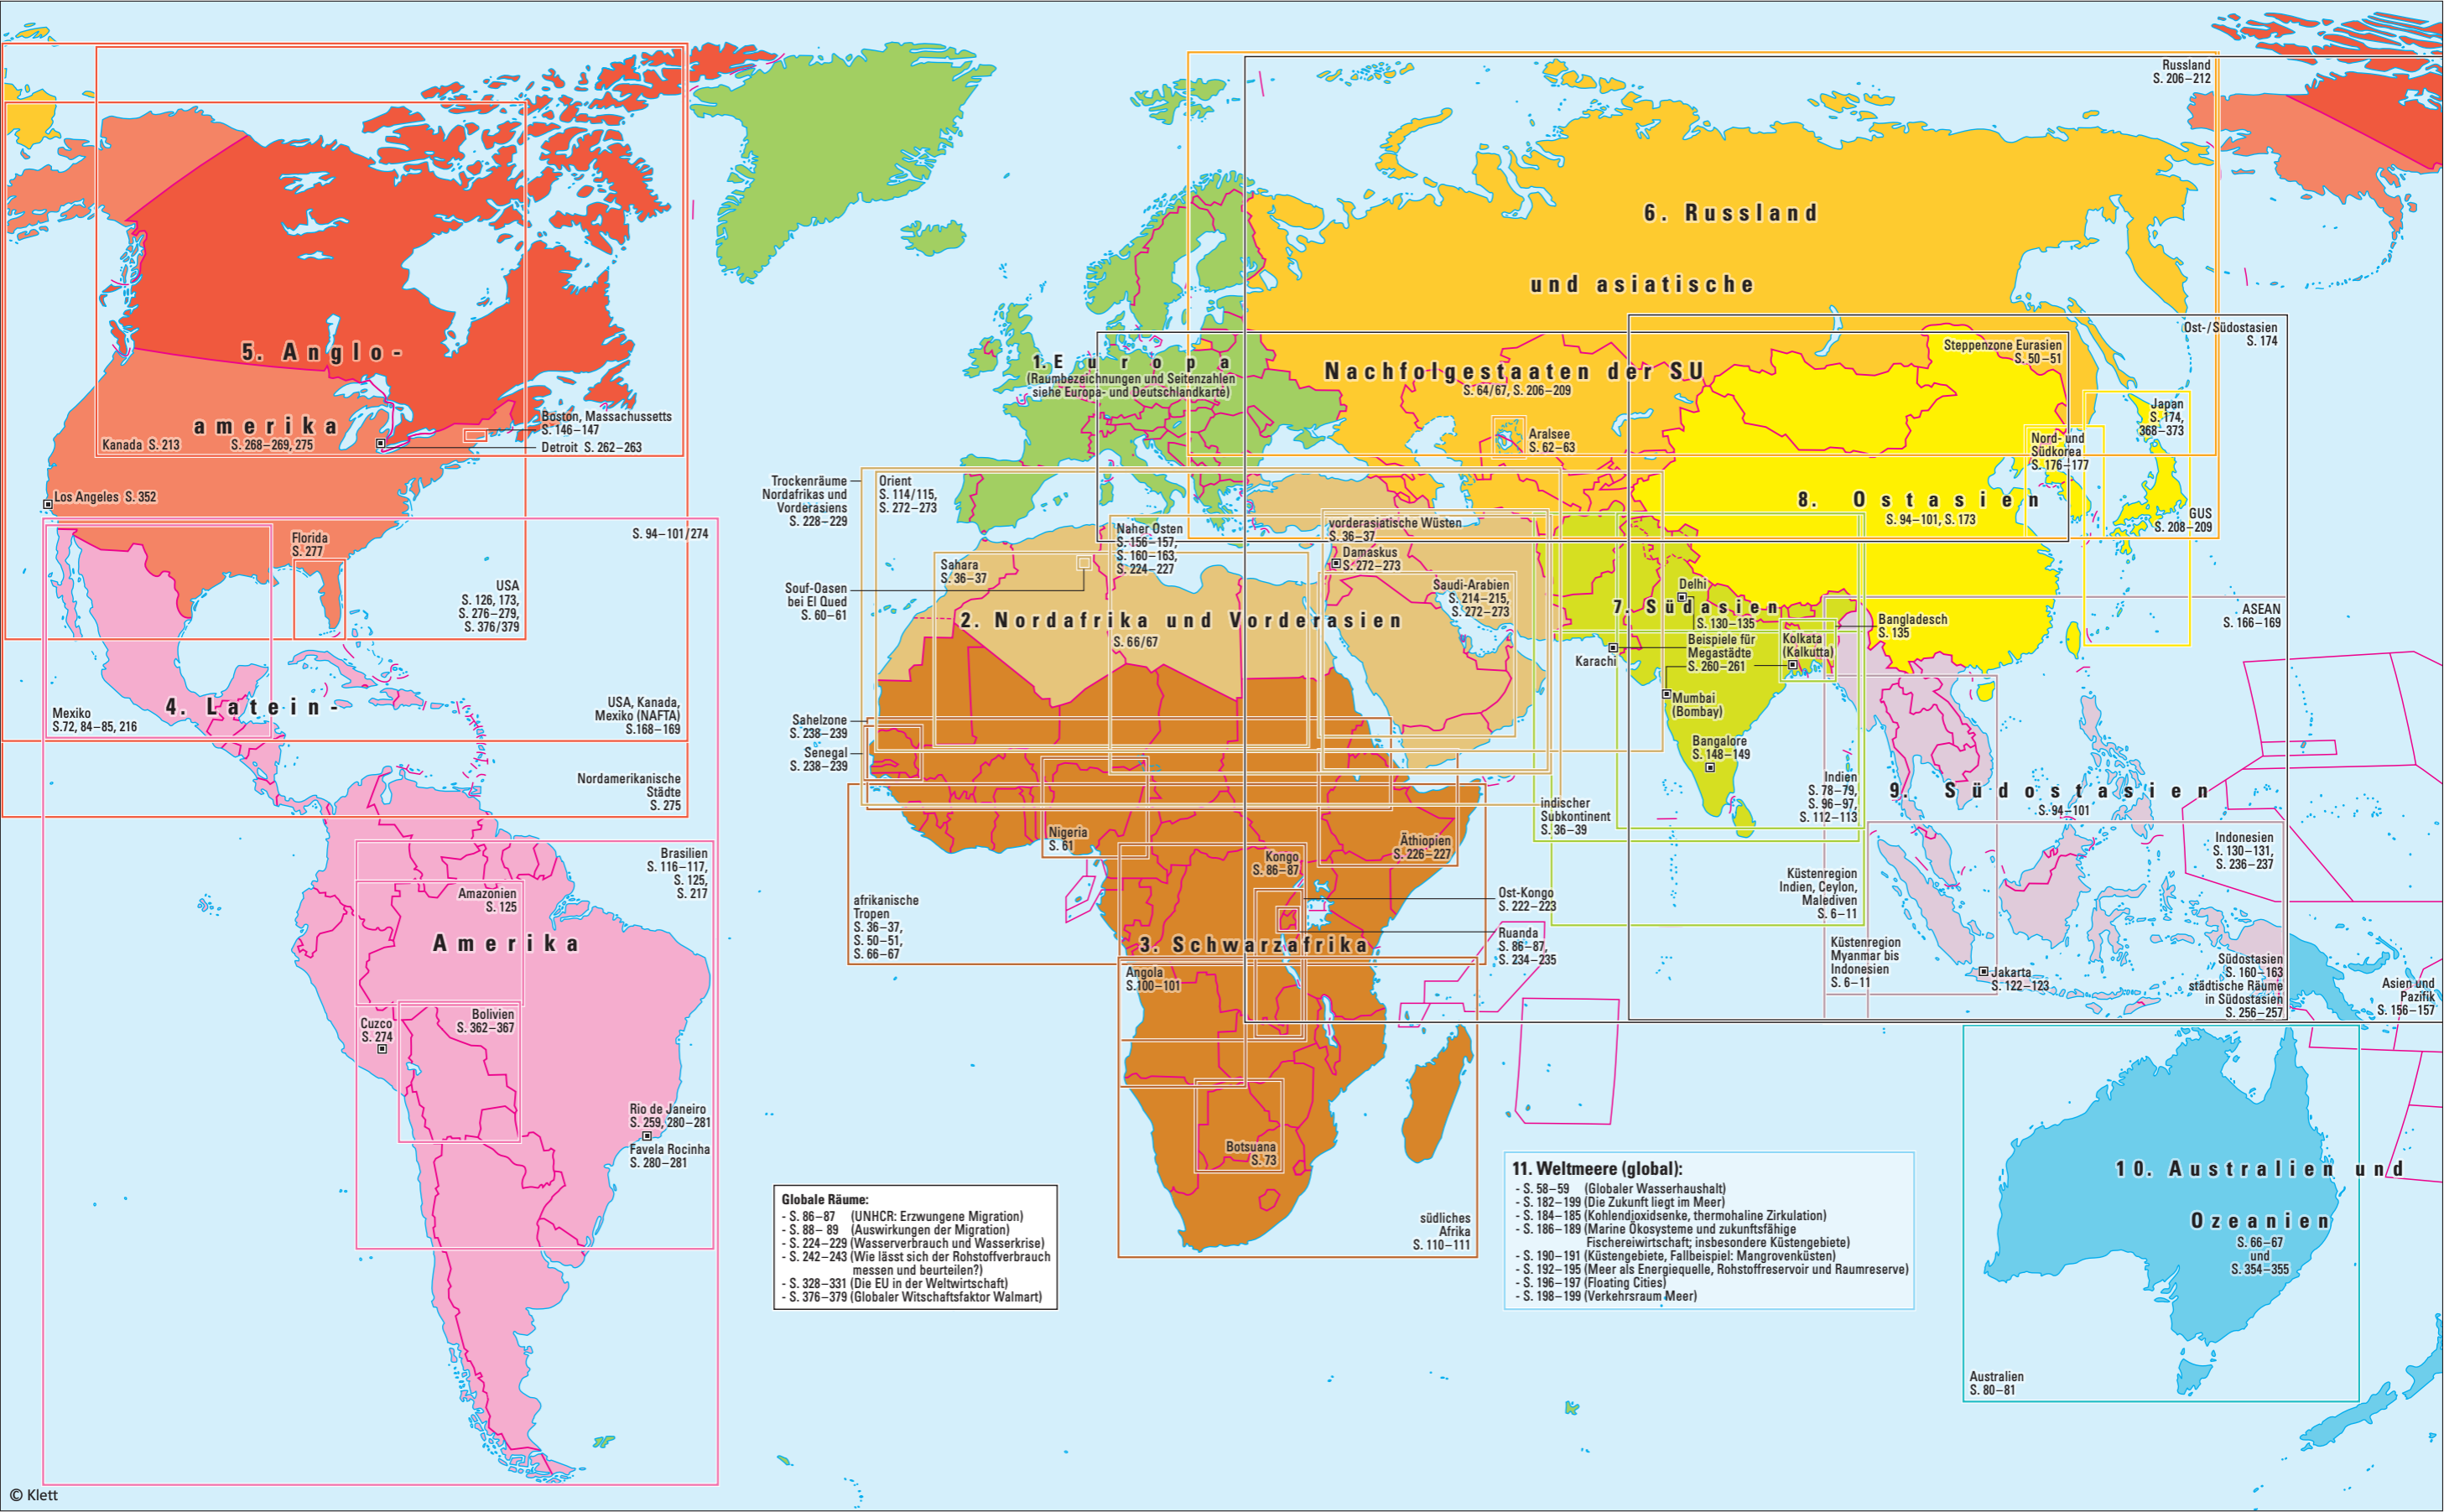 Russland
S. 206–212
6. Russland
und asiatische
Nachfolgestaaten der SU
S. 64/67, S. 206–209
1. Europa
(Raumbezeichnungen und Seitenzahlen
siehe Europa- und Deutschlandkarte)
Steppenzone Eurasien
S. 50–51
Ost-/Südostasien
S. 174
Japan
S. 174,
368–373
Nord- und
Südkorea
S. 176–177
GUS
S. 208–209
8. Ostasien
S. 94–101, S. 173
Aralsee
S. 62–63
5. Anglo-
amerika
S. 268–269, 275
Kanada S. 213
Boston, Massachussetts
S. 146–147
Detroit S. 262–263
Los Angeles S. 352
Florida
S. 277
S. 94–101/274
USA
S. 126, 173,
S. 276–279,
S. 376/379
USA, Kanada,
Mexiko (NAFTA)
S.168–169
Nordamerikanische
Städte
S. 275
Mexiko
S.72, 84–85, 216
4. Latein-
Amerika
Brasilien
S. 116–117,
S. 125,
S. 217
Amazonien
S. 125
Cuzco
S. 274
Bolivien
S. 362–367
Rio de Janeiro
S. 259, 280–281
Favela Rocinha
S. 280–281
Trockenräume
Nordafrikas und
Vorderasiens
S. 228–229
Orient
S. 114/115,
S. 272–273
Naher Osten
S. 156–157,
S. 160–163,
S. 224–227
vorderasiatische Wüsten
S. 36–37
Damaskus
S. 272–273
Sahara
S. 36–37
Souf-Oasen
bei El Qued
S. 60–61
Saudi-Arabien
S. 214–215,
S. 272–273
2. Nordafrika und Vorderasien
S. 66/67
Sahelzone
S. 238–239
Senegal
S. 238–239
Nigeria
S. 61
Äthiopien
S. 226–227
Kongo
S. 86–87
Ost-Kongo
S. 222–223
Ruanda
S. 86–87,
S. 234–235
afrikanische
Tropen
S. 36–37,
S. 50–51,
S. 66–67
3. Schwarzafrika
Angola
S.100–101
Botsuana
S. 73
südliches
Afrika
S. 110–111
Delhi
7. Südasien
S. 130–135
Beispiele für
Megastädte
S. 260–261
Karachi
Kolkata
(Kalkutta)
Bangladesch
S. 135
Mumbai
(Bombay)
Bangalore
S. 148–149
indischer
Subkontinent
S. 36–39
Indien
S. 78–79,
S. 96–97,
S. 112–113
Küstenregion
Indien, Ceylon,
Malediven
S. 6–11
Küstenregion
Myanmar bis
Indonesien
S. 6–11
ASEAN
S. 166–169
9. Südostasien
S. 94–101
Indonesien
S. 130–131,
S. 236–237
Jakarta
S. 122–123
Südostasien
S. 160–163
städtische Räume
in Südostasien
S. 256–257
Asien und
Pazifik
S. 156–157
10. Australien und
Ozeanien
S. 66–67
und
S. 354–355
Australien
S. 80–81
Globale Räume:
- S. 86–87 (UNHCR: Erzwungene Migration)
- S. 88– 89 (Auswirkungen der Migration)
- S. 224–229 (Wasserverbrauch und Wasserkrise)
- S. 242–243 (Wie lässt sich der Rohstoffverbrauch
messen und beurteilen?)
- S. 328–331 (Die EU in der Weltwirtschaft)
- S. 376–379 (Globaler Witschaftsfaktor Walmart)
11. Weltmeere (global):
- S. 58–59 (Globaler Wasserhaushalt)
- S. 182–199 (Die Zukunft liegt im Meer)
- S. 184–185 (Kohlendioxidsenke, thermohaline Zirkulation)
- S. 186–189 (Marine Ökosysteme und zukunftsfähige
Fischereiwirtschaft; insbesondere Küstengebiete)
- S. 190–191 (Küstengebiete, Fallbeispiel: Mangrovenküsten)
- S. 192–195 (Meer als Energiequelle, Rohstoffreservoir und Raumreserve)
- S. 196–197 (Floating Cities)
- S. 198–199 (Verkehrsraum Meer)
© Klett